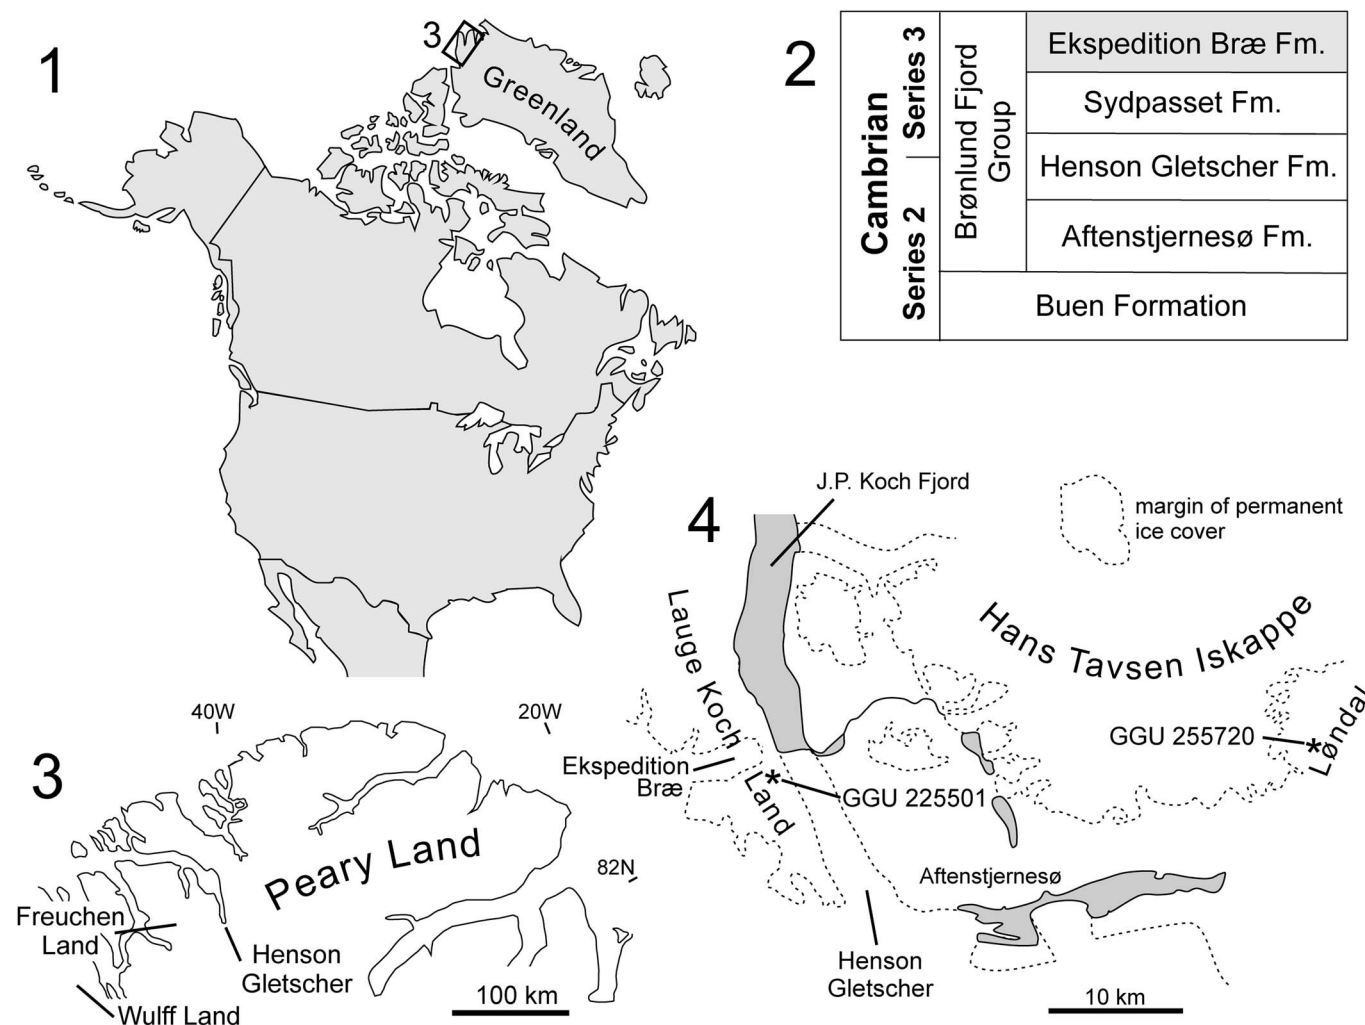 1
3
Greenland
2
Cambrian
Series 2
Series 3
Brønlund Fjord
Group
Ekspedition Bræ Fm.
Sydpasset Fm.
Henson Gletscher Fm.
Aftenstjernesø Fm.
Buen Formation
3
40W
20W
82N
Peary Land
Freuchen
Land
Henson
Gletscher
Wulff Land
100 km
4
J.P. Koch Fjord
margin of permanent
ice cover
Lauge Koch
Land
Hans Tavsen Iskappe
GGU 255720
Løndal
Ekspedition
Bræ
GGU 225501
Aftenstjernesø
Henson
Gletscher
10 km